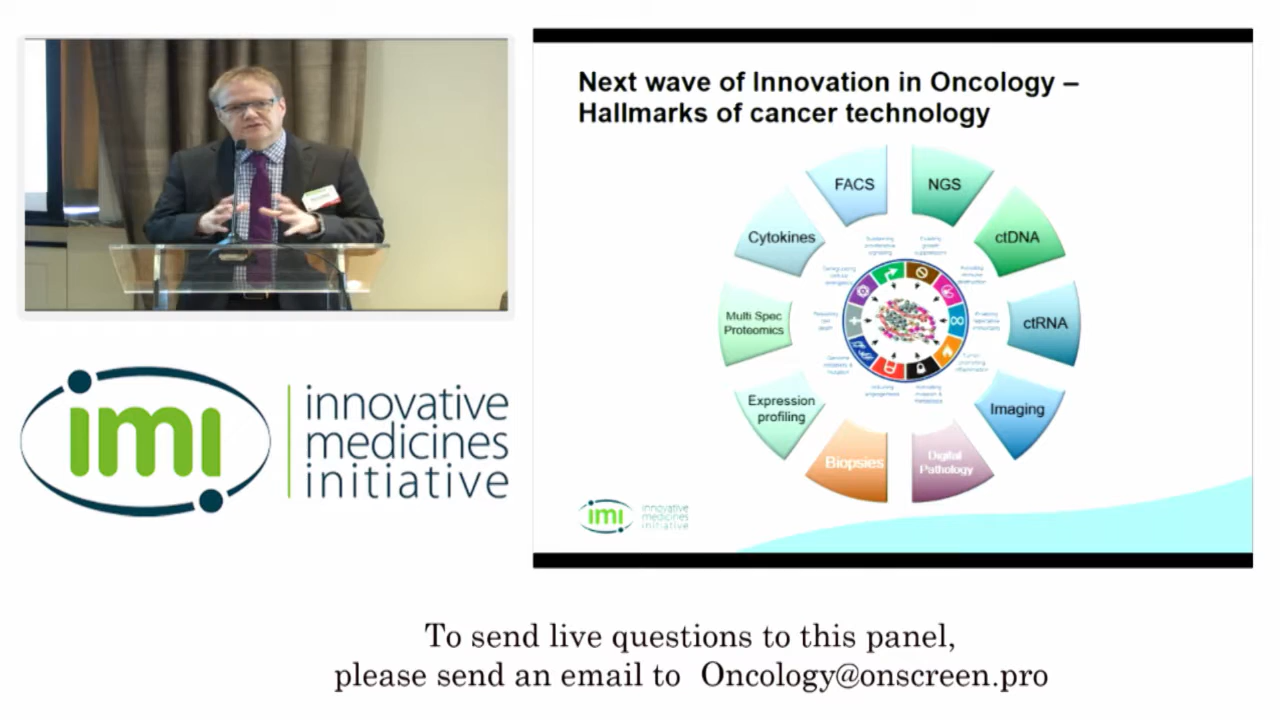 Next wave of Innovation in Oncology –
Hallmarks of cancer technology
FACS
NGS
Cytokines
ctDNA
Multi Spec
Proteomics
ctRNA
Expression
profiling
Imaging
Biopsies
Digital
Pathology
imi
innovative
medicines
initiative
imi
innovative
medicines
initiative
To send live questions to this panel,
please send an email to Oncology@onscreen.pro